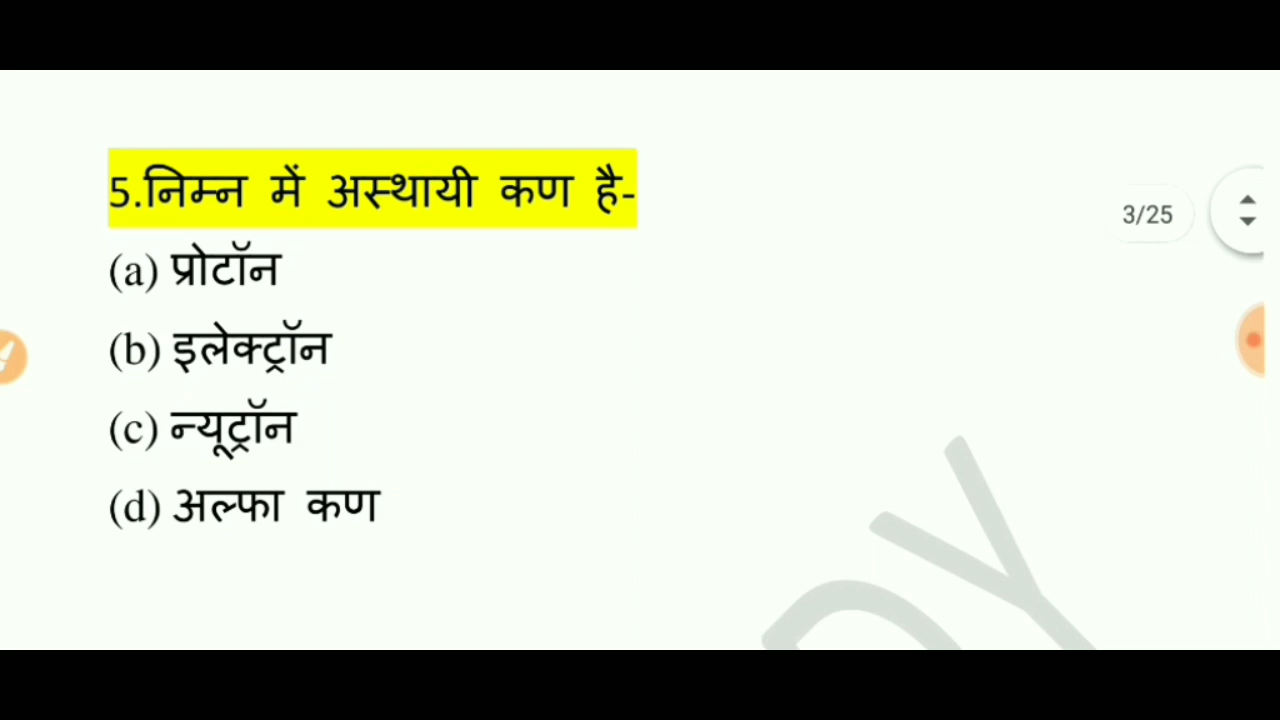 5.निम्न में अस्थायी कण है-
3/25
(a) प्रोटॉन
(b) इलेक्ट्रॉन
(c) न्यूट्रॉन
(d) अल्फा कण